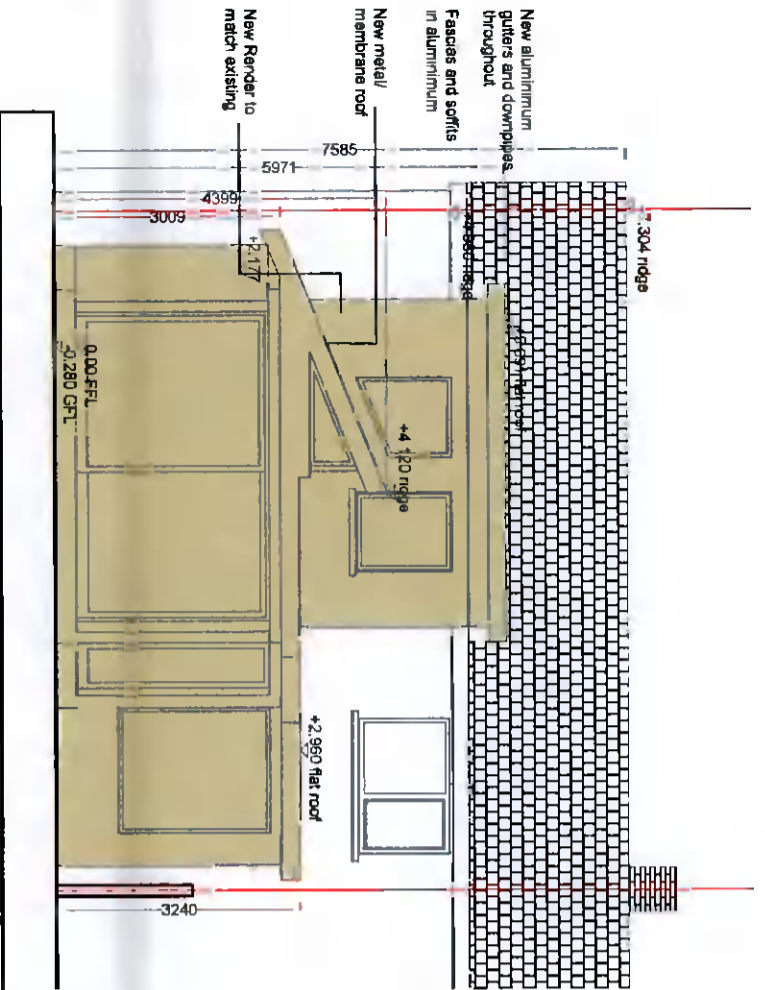 New aluminimum
gutters and downpipes
throughout
Fascies and soffits
in aluminimum
New metal/
membrane roof
New Render to
match existing
7585
5971
4399
3009
7.304 ridge
+2.177
+4.120 ridge
0.00 FFL
-0.280 GFL
+2.960 flat roof
3240